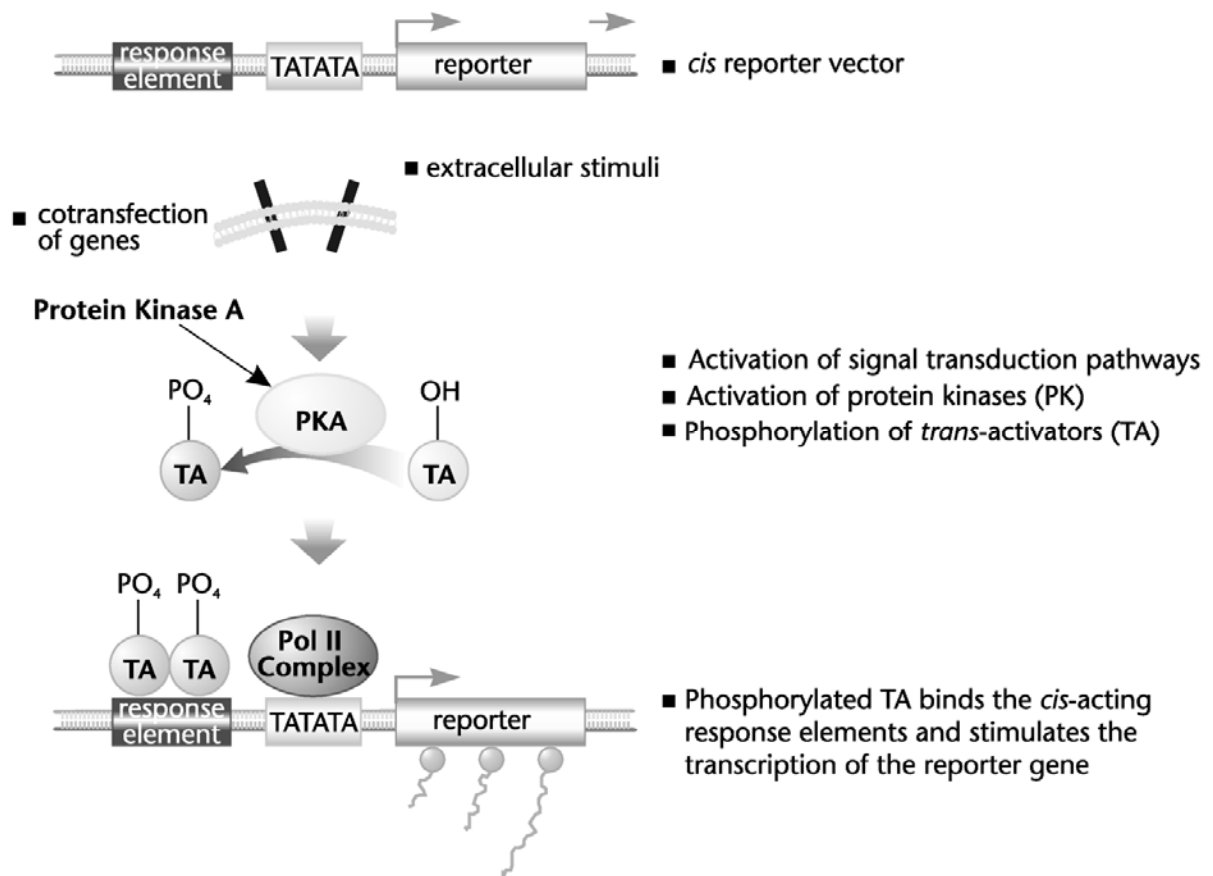 response
element
TATATA
reporter
■ cis reporter vector
■ extracellular stimuli
■ cotransfection
of genes
Protein Kinase A
PO₄
PKA
OH
TA
TA
■ Activation of signal transduction pathways
■ Activation of protein kinases (PK)
■ Phosphorylation of trans-activators (TA)
PO₄ PO₄
TA TA
Pol II
Complex
response
element
TATATA
reporter
■ Phosphorylated TA binds the cis-acting
response elements and stimulates the
transcription of the reporter gene